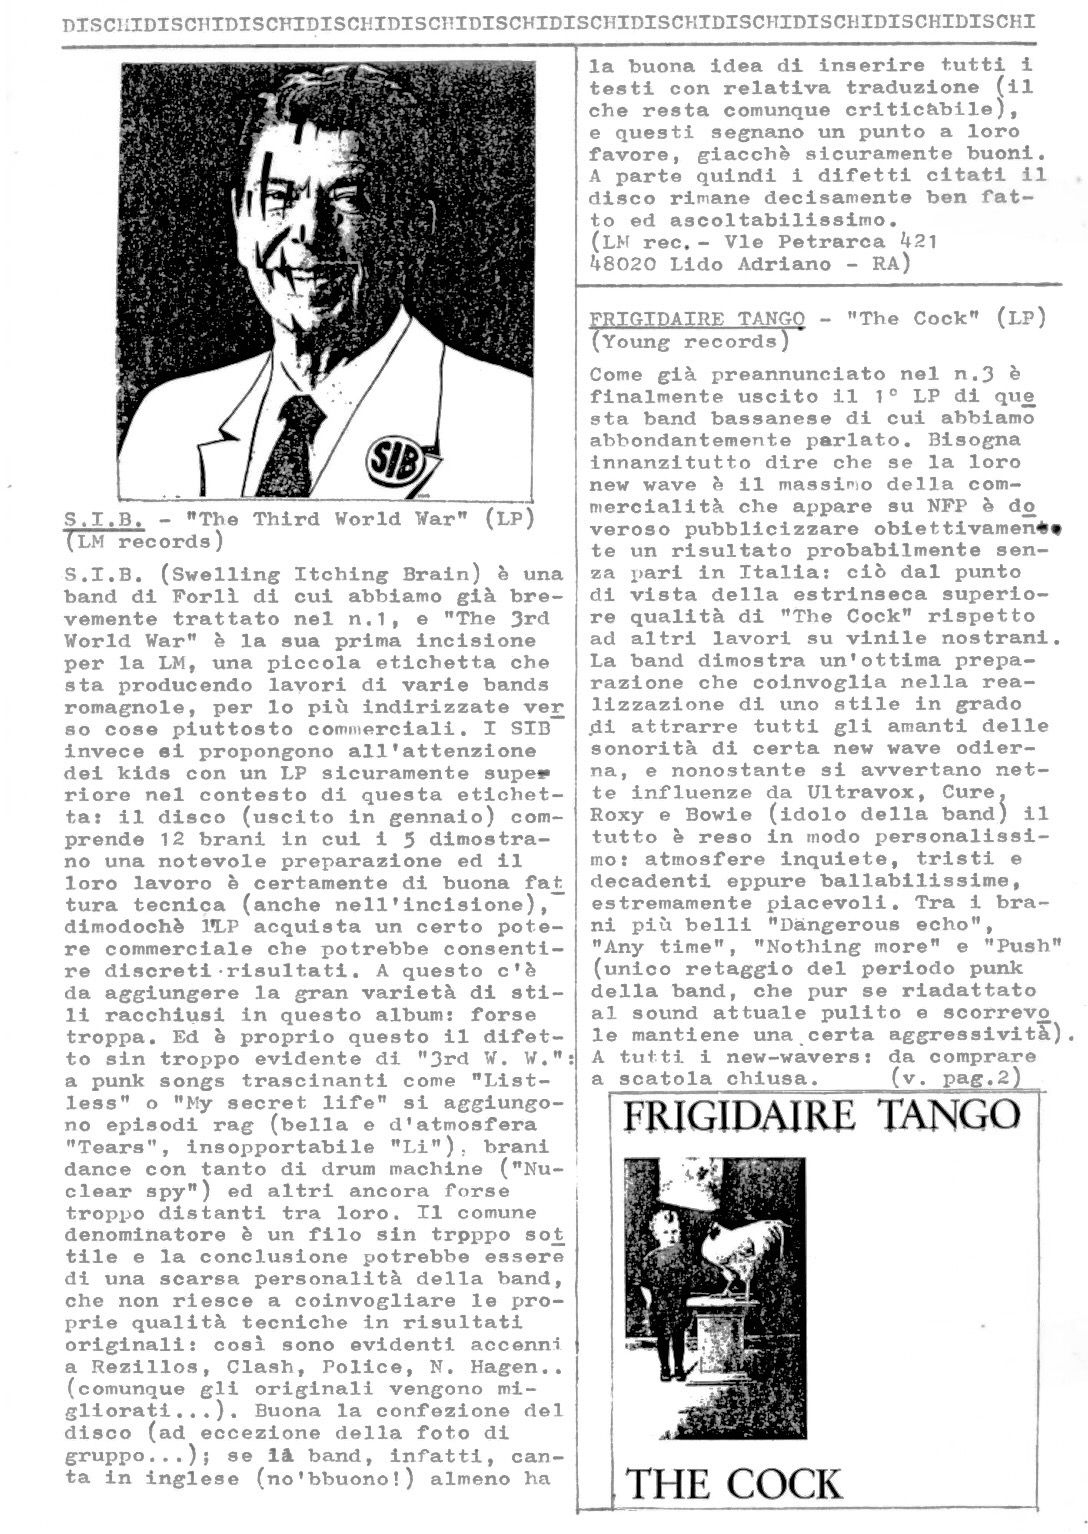 DISCHIDISCHIDISCHIDISCHIDISCHIDISCHIDISCHIDISCHIDISCHIDISCHIDISCHIDISCHI
SIB
S.I.B. - "The Third World War" (LP)
(LM records)
S.I.B. (Swelling Itching Brain) è una
band di Forlì di cui abbiamo già bre-
vemente trattato nel n.1, e "The 3rd
World War" è la sua prima incisione
per la LM, una piccola etichetta che
sta producendo lavori di varie bands
romagnole, per lo più indirizzate ver
so cose piuttosto commerciali. I SIB
invece si propongono all'attenzione
dei kids con un LP sicuramente supe-
riore nel contesto di questa etichet-
ta: il disco (uscito in gennaio) com-
prende 12 brani in cui i 5 dimostra-
no una notevole preparazione ed il
loro lavoro è certamente di buona fat
tura tecnica (anche nell'incisione),
dimodochè l'LP acquista un certo pote-
re commerciale che potrebbe consenti-
re discreti risultati. A questo c'è
da aggiungere la gran varietà di sti-
li racchiusi in questo album: forse
troppa. Ed è proprio questo il difet-
to sin troppo evidente di "3rd W. W.":
a punk songs trascinanti come "List-
less" o "My secret life" si aggiungo-
no episodi rag (bella e d'atmosfera
"Tears", insopportabile "Li"), brani
dance con tanto di drum machine ("Nu-
clear spy") ed altri ancora forse
troppo distanti tra loro. Il comune
denominatore è un filo sin trpppo sot
tile e la conclusione potrebbe essere
di una scarsa personalità della band,
che non riesce a coinvogliare le pro-
prie qualità tecniche in risultati
originali: così sono evidenti accenni
a Rezillos, Clash, Police, N. Hagen..
(comunque gli originali vengono mi-
gliorati...). Buona la confezione del
disco (ad eccezione della foto di
gruppo...); se la band, infatti, can-
ta in inglese (no'bbuono!) almeno ha
la buona idea di inserire tutti i
testi con relativa traduzione (il
che resta comunque criticabile),
e questi segnano un punto a loro
favore, giacchè sicuramente buoni.
A parte quindi i difetti citati il
disco rimane decisamente ben fat-
to ed ascoltabilissimo.
(LM rec. - Vle Petrarca 421
48020 Lido Adriano - RA)
FRIGIDAIRE TANGO - "The Cock" (LP)
(Young records)
Come già preannunciato nel n.3 è
finalmente uscito il 1° LP di que
sta band bassanese di cui abbiamo
abbondantemente parlato. Bisogna
innanzitutto dire che se la loro
new wave è il massimo della com-
mercialità che appare su NFP è do
veroso pubblicizzare obiettivamen
te un risultato probabilmente sen-
za pari in Italia: ciò dal punto
di vista della estrinseca superio-
re qualità di "The Cock" rispetto
ad altri lavori su vinile nostrani.
La band dimostra un'ottima prepa-
razione che coinvoglia nella rea-
lizzazione di uno stile in grado
di attrarre tutti gli amanti delle
sonorità di certa new wave odier-
na, e nonostante si avvertano net-
te influenze da Ultravox, Cure,
Roxy e Bowie (idolo della band) il
tutto è reso in modo personalissi-
mo: atmosfere inquiete, tristi e
decadenti eppure ballabilissime,
estremamente piacevoli. Tra i bra-
ni più belli "Dangerous echo",
"Any time", "Nothing more" e "Push"
(unico retaggio del periodo punk
della band, che pur se riadattato
al sound attuale pulito e scorrevo
le mantiene una certa aggressività).
A tutti i new-wavers: da comprare
a scatola chiusa. (v. pag.2)
FRIGIDAIRE TANGO
THE COCK